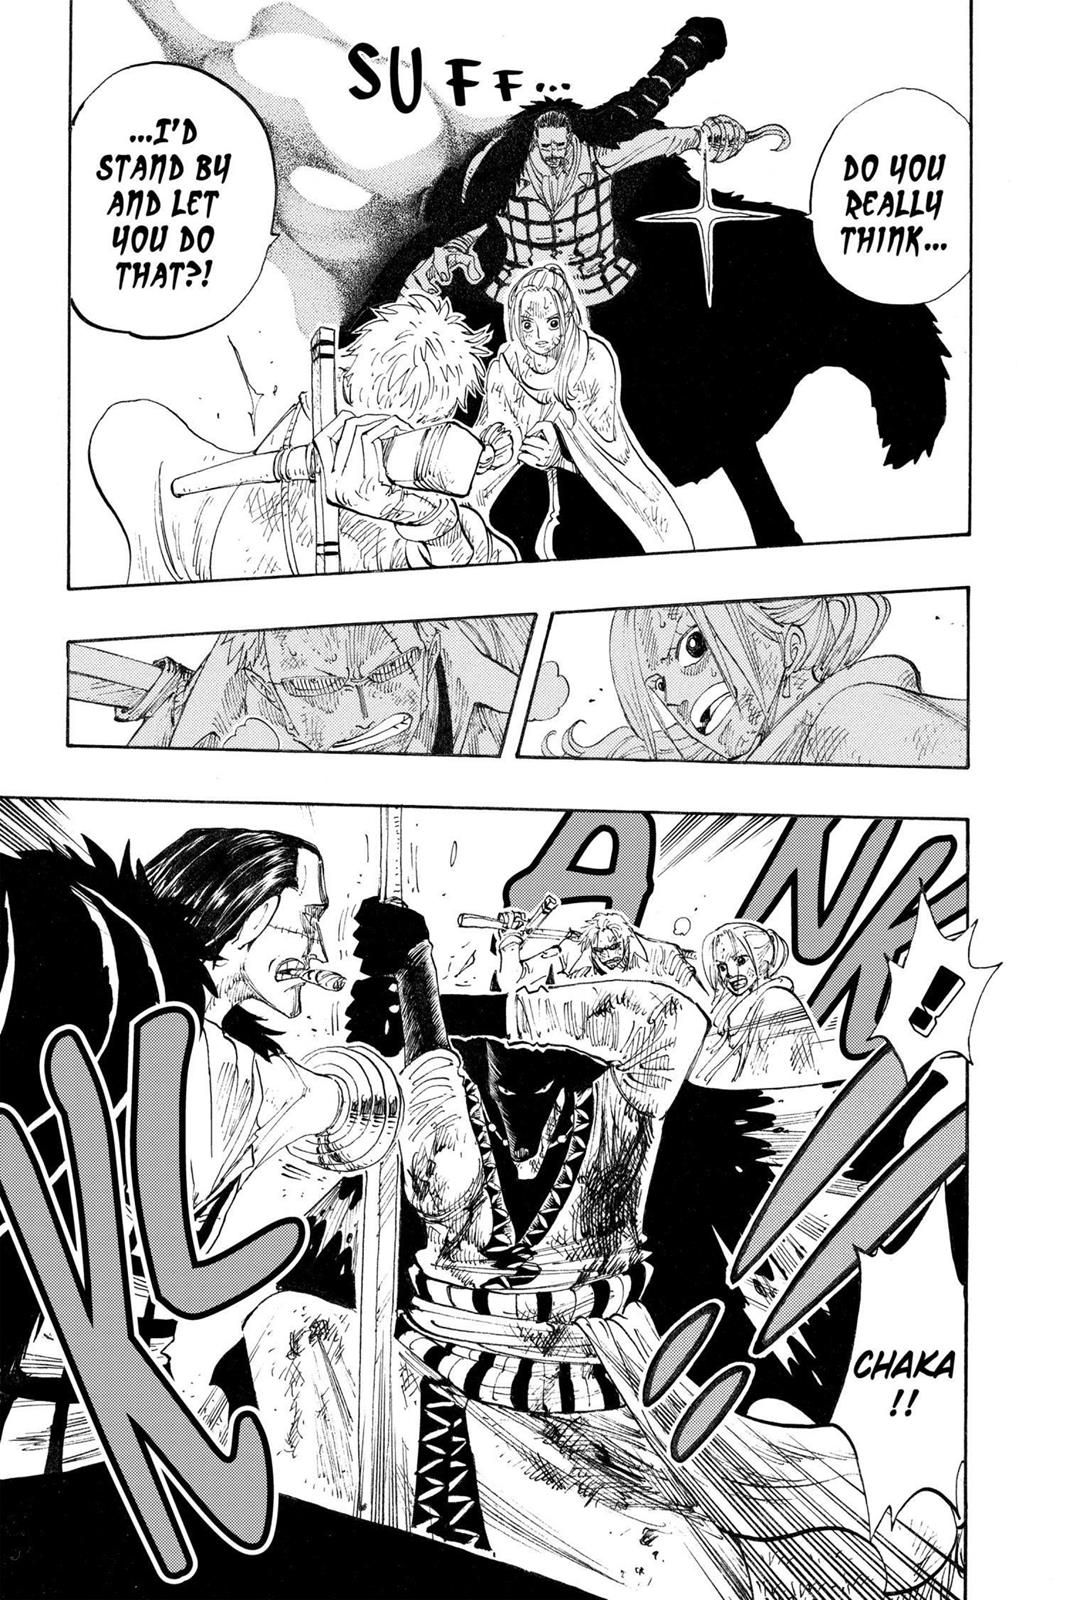 SUFF...
DO YOU
REALLY
THINK...
...I'D
STAND BY
AND LET
YOU DO
THAT?!
!!
CHAKA
!!